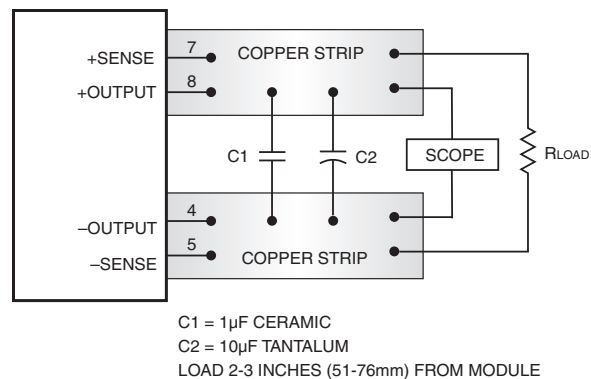 +SENSE 7 COPPER STRIP
+OUTPUT 8
C1 C2 SCOPE RLOAD
–OUTPUT 4
–SENSE 5 COPPER STRIP
C1 = 1µF CERAMIC
C2 = 10µF TANTALUM
LOAD 2-3 INCHES (51-76mm) FROM MODULE